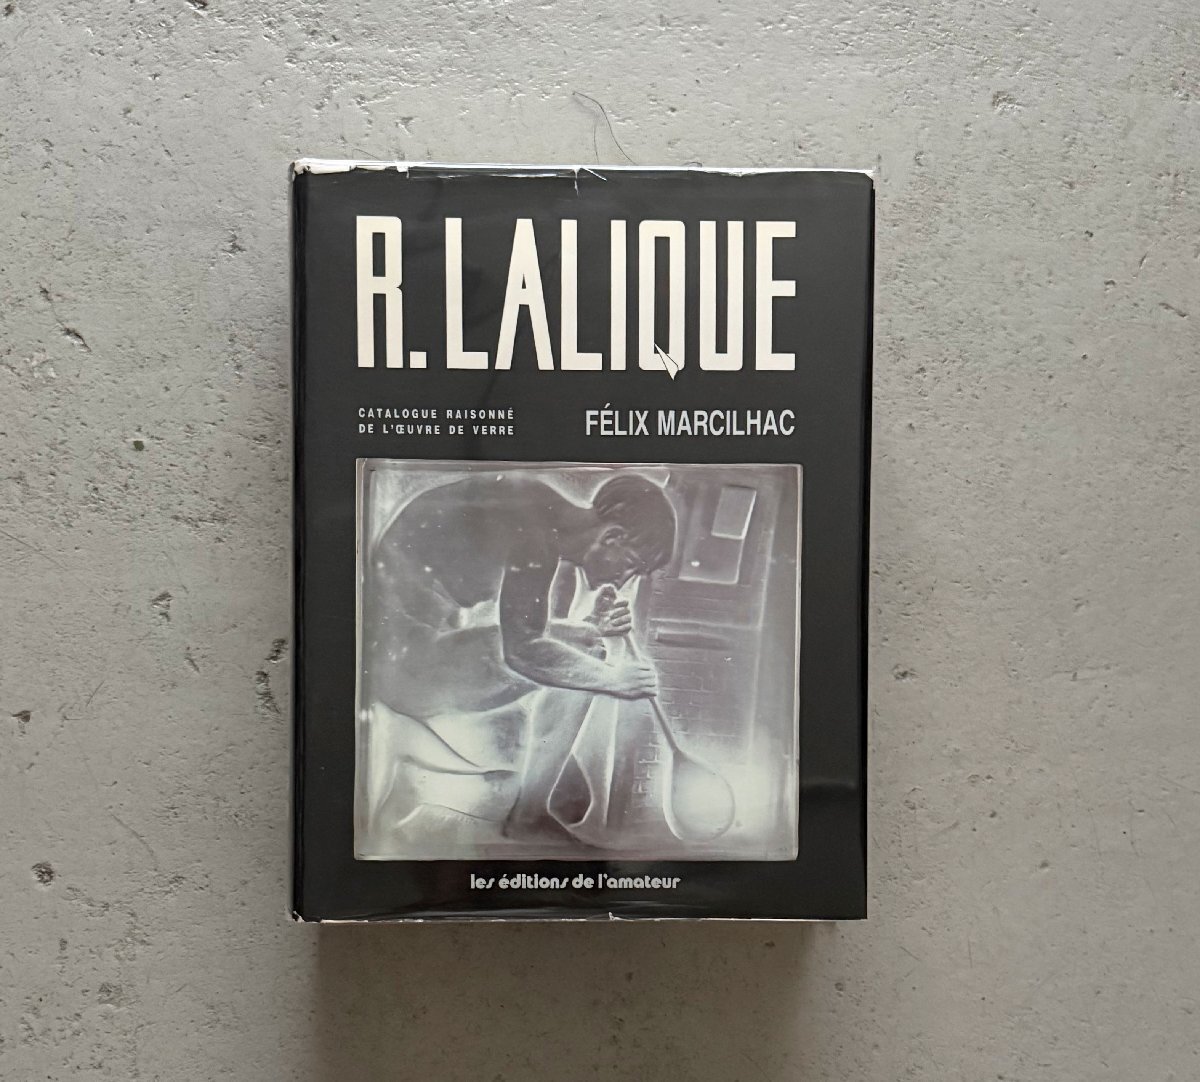 R. LALIQUE
CATALOGUE RAISONNÉ
DE L'ŒUVRE DE VERRE
FÉLIX MARCILHAC
les éditions de l'amateur